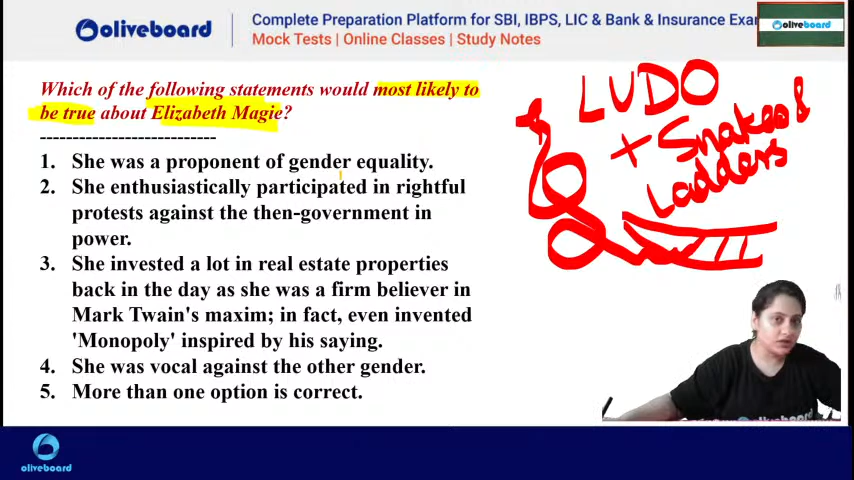 oliveboard
Complete Preparation Platform for SBI, IBPS, LIC & Bank & Insurance Exa
Mock Tests | Online Classes | Study Notes
oliveboard
Which of the following statements would most likely to
be true about Elizabeth Magie?
----------------------------
1. She was a proponent of gender equality.
2. She enthusiastically participated in rightful
protests against the then-government in
power.
3. She invested a lot in real estate properties
back in the day as she was a firm believer in
Mark Twain's maxim; in fact, even invented
'Monopoly' inspired by his saying.
4. She was vocal against the other gender.
5. More than one option is correct.
LUDO
+ Snakes &
Ladders
oliveboard
oliveboard